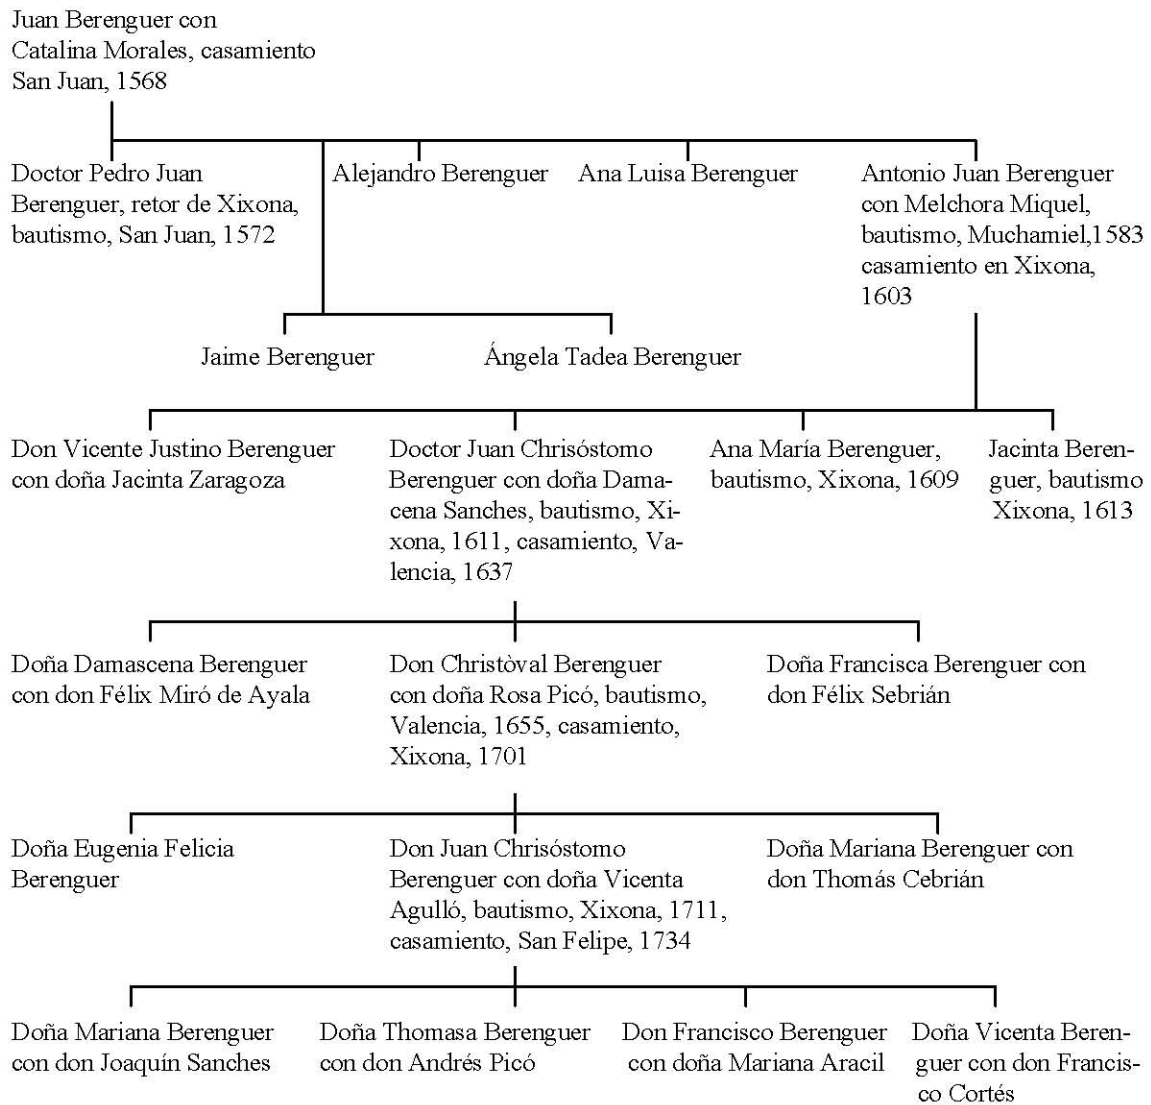 Juan Berenguer con
Catalina Morales, casamiento
San Juan, 1568
Doctor Pedro Juan
Berenguer, retor de Xixona,
bautismo, San Juan, 1572
Alejandro Berenguer
Ana Luisa Berenguer
Antonio Juan Berenguer
con Melchora Miquel,
bautismo, Muchamiel,1583
casamiento en Xixona,
1603
Jaime Berenguer
Ángela Tadea Berenguer
Don Vicente Justino Berenguer
con doña Jacinta Zaragoza
Doctor Juan Chrisóstomo
Berenguer con doña Dama-
cena Sanches, bautismo, Xi-
xona, 1611, casamiento, Va-
lencia, 1637
Ana María Berenguer,
bautismo, Xixona, 1609
Jacinta Beren-
guer, bautismo
Xixona, 1613
Doña Damascena Berenguer
con don Félix Miró de Ayala
Don Christòval Berenguer
con doña Rosa Picó, bautismo,
Valencia, 1655, casamiento,
Xixona, 1701
Doña Francisca Berenguer con
don Félix Sebrián
Doña Eugenia Felicia
Berenguer
Don Juan Chrisóstomo
Berenguer con doña Vicenta
Agulló, bautismo, Xixona, 1711,
casamiento, San Felipe, 1734
Doña Mariana Berenguer con
don Thomás Cebrián
Doña Mariana Berenguer
con don Joaquín Sanches
Doña Thomasa Berenguer
con don Andrés Picó
Don Francisco Berenguer
con doña Mariana Aracil
Doña Vicenta Beren-
guer con don Francis-
co Cortés